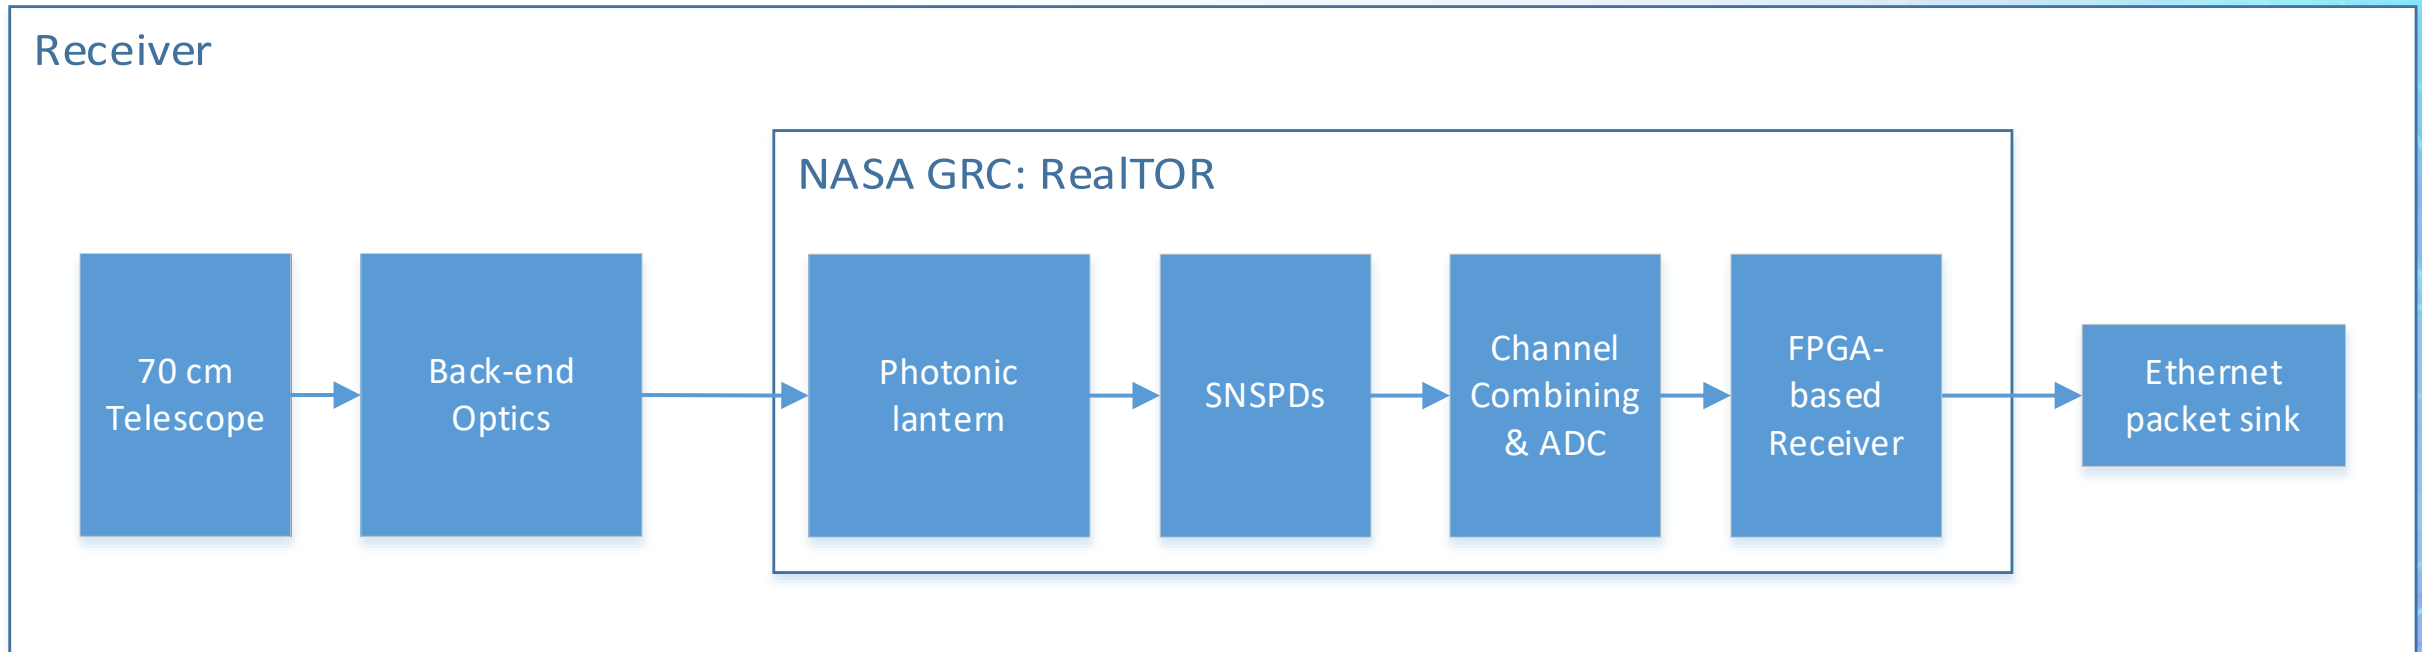 Receiver
NASA GRC: RealTOR
70 cm
Telescope
Back-end
Optics
Photonic
lantern
SNSPDs
Channel
Combining
& ADC
FPGA-
based
Receiver
Ethernet
packet sink